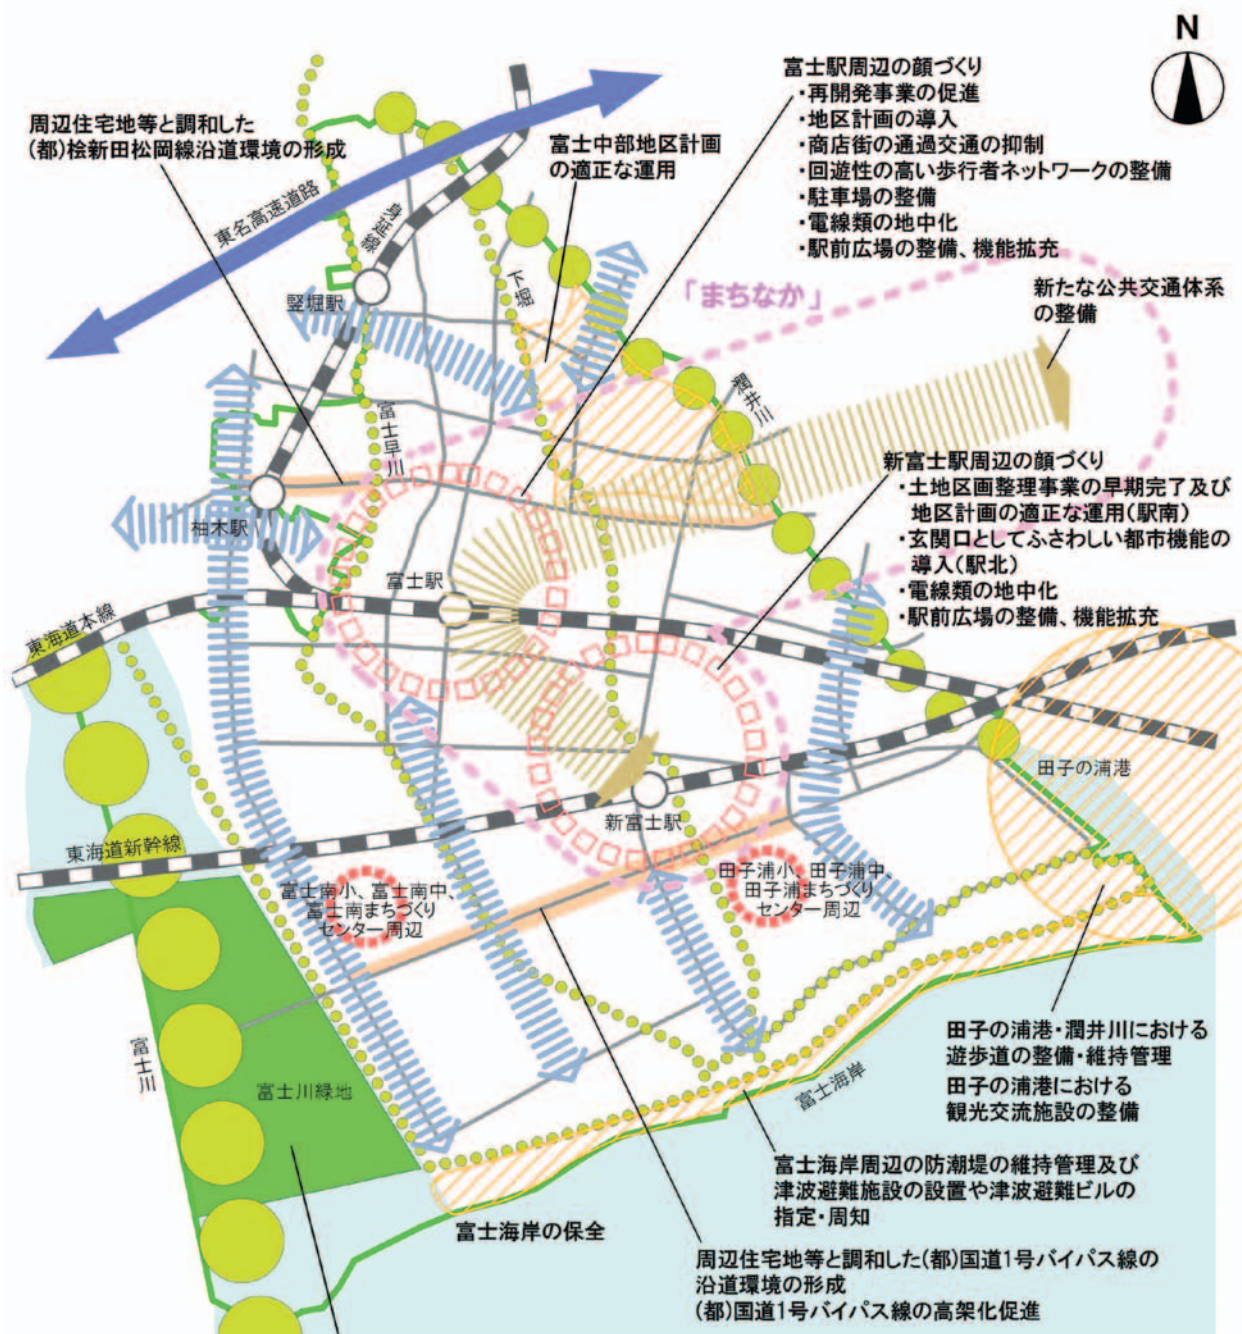 N
富士駅周辺の顔づくり
・再開発事業の促進
・地区計画の導入
・商店街の通過交通の抑制
・回遊性の高い歩行者ネットワークの整備
・駐車場の整備
・電線類の地中化
・駅前広場の整備、機能拡充
周辺住宅地等と調和した
(都)桧新田松岡線沿道環境の形成
富士中部地区計画
の適正な運用
東名高速道路
身延線
下堀
竪堀駅
「まちなか」
新たな公共交通体系
の整備
潤井川
富士早川
新富士駅周辺の顔づくり
・土地区画整理事業の早期完了及び
地区計画の適正な運用(駅南)
・玄関口としてふさわしい都市機能の
導入(駅北)
・電線類の地中化
・駅前広場の整備、機能拡充
柚木駅
富士駅
東海道本線
田子の浦港
新富士駅
東海道新幹線
富士南小、富士南中、
富士南まちづくり
センター周辺
田子浦小、田子浦中、
田子浦まちづくり
センター周辺
富士川
富士川緑地
富士海岸
田子の浦港・潤井川における
遊歩道の整備・維持管理
田子の浦港における
観光交流施設の整備
富士海岸周辺の防潮堤の維持管理及び
津波避難施設の設置や津波避難ビルの
指定・周知
富士海岸の保全
周辺住宅地等と調和した(都)国道1号バイパス線の
沿道環境の形成
(都)国道1号バイパス線の高架化促進